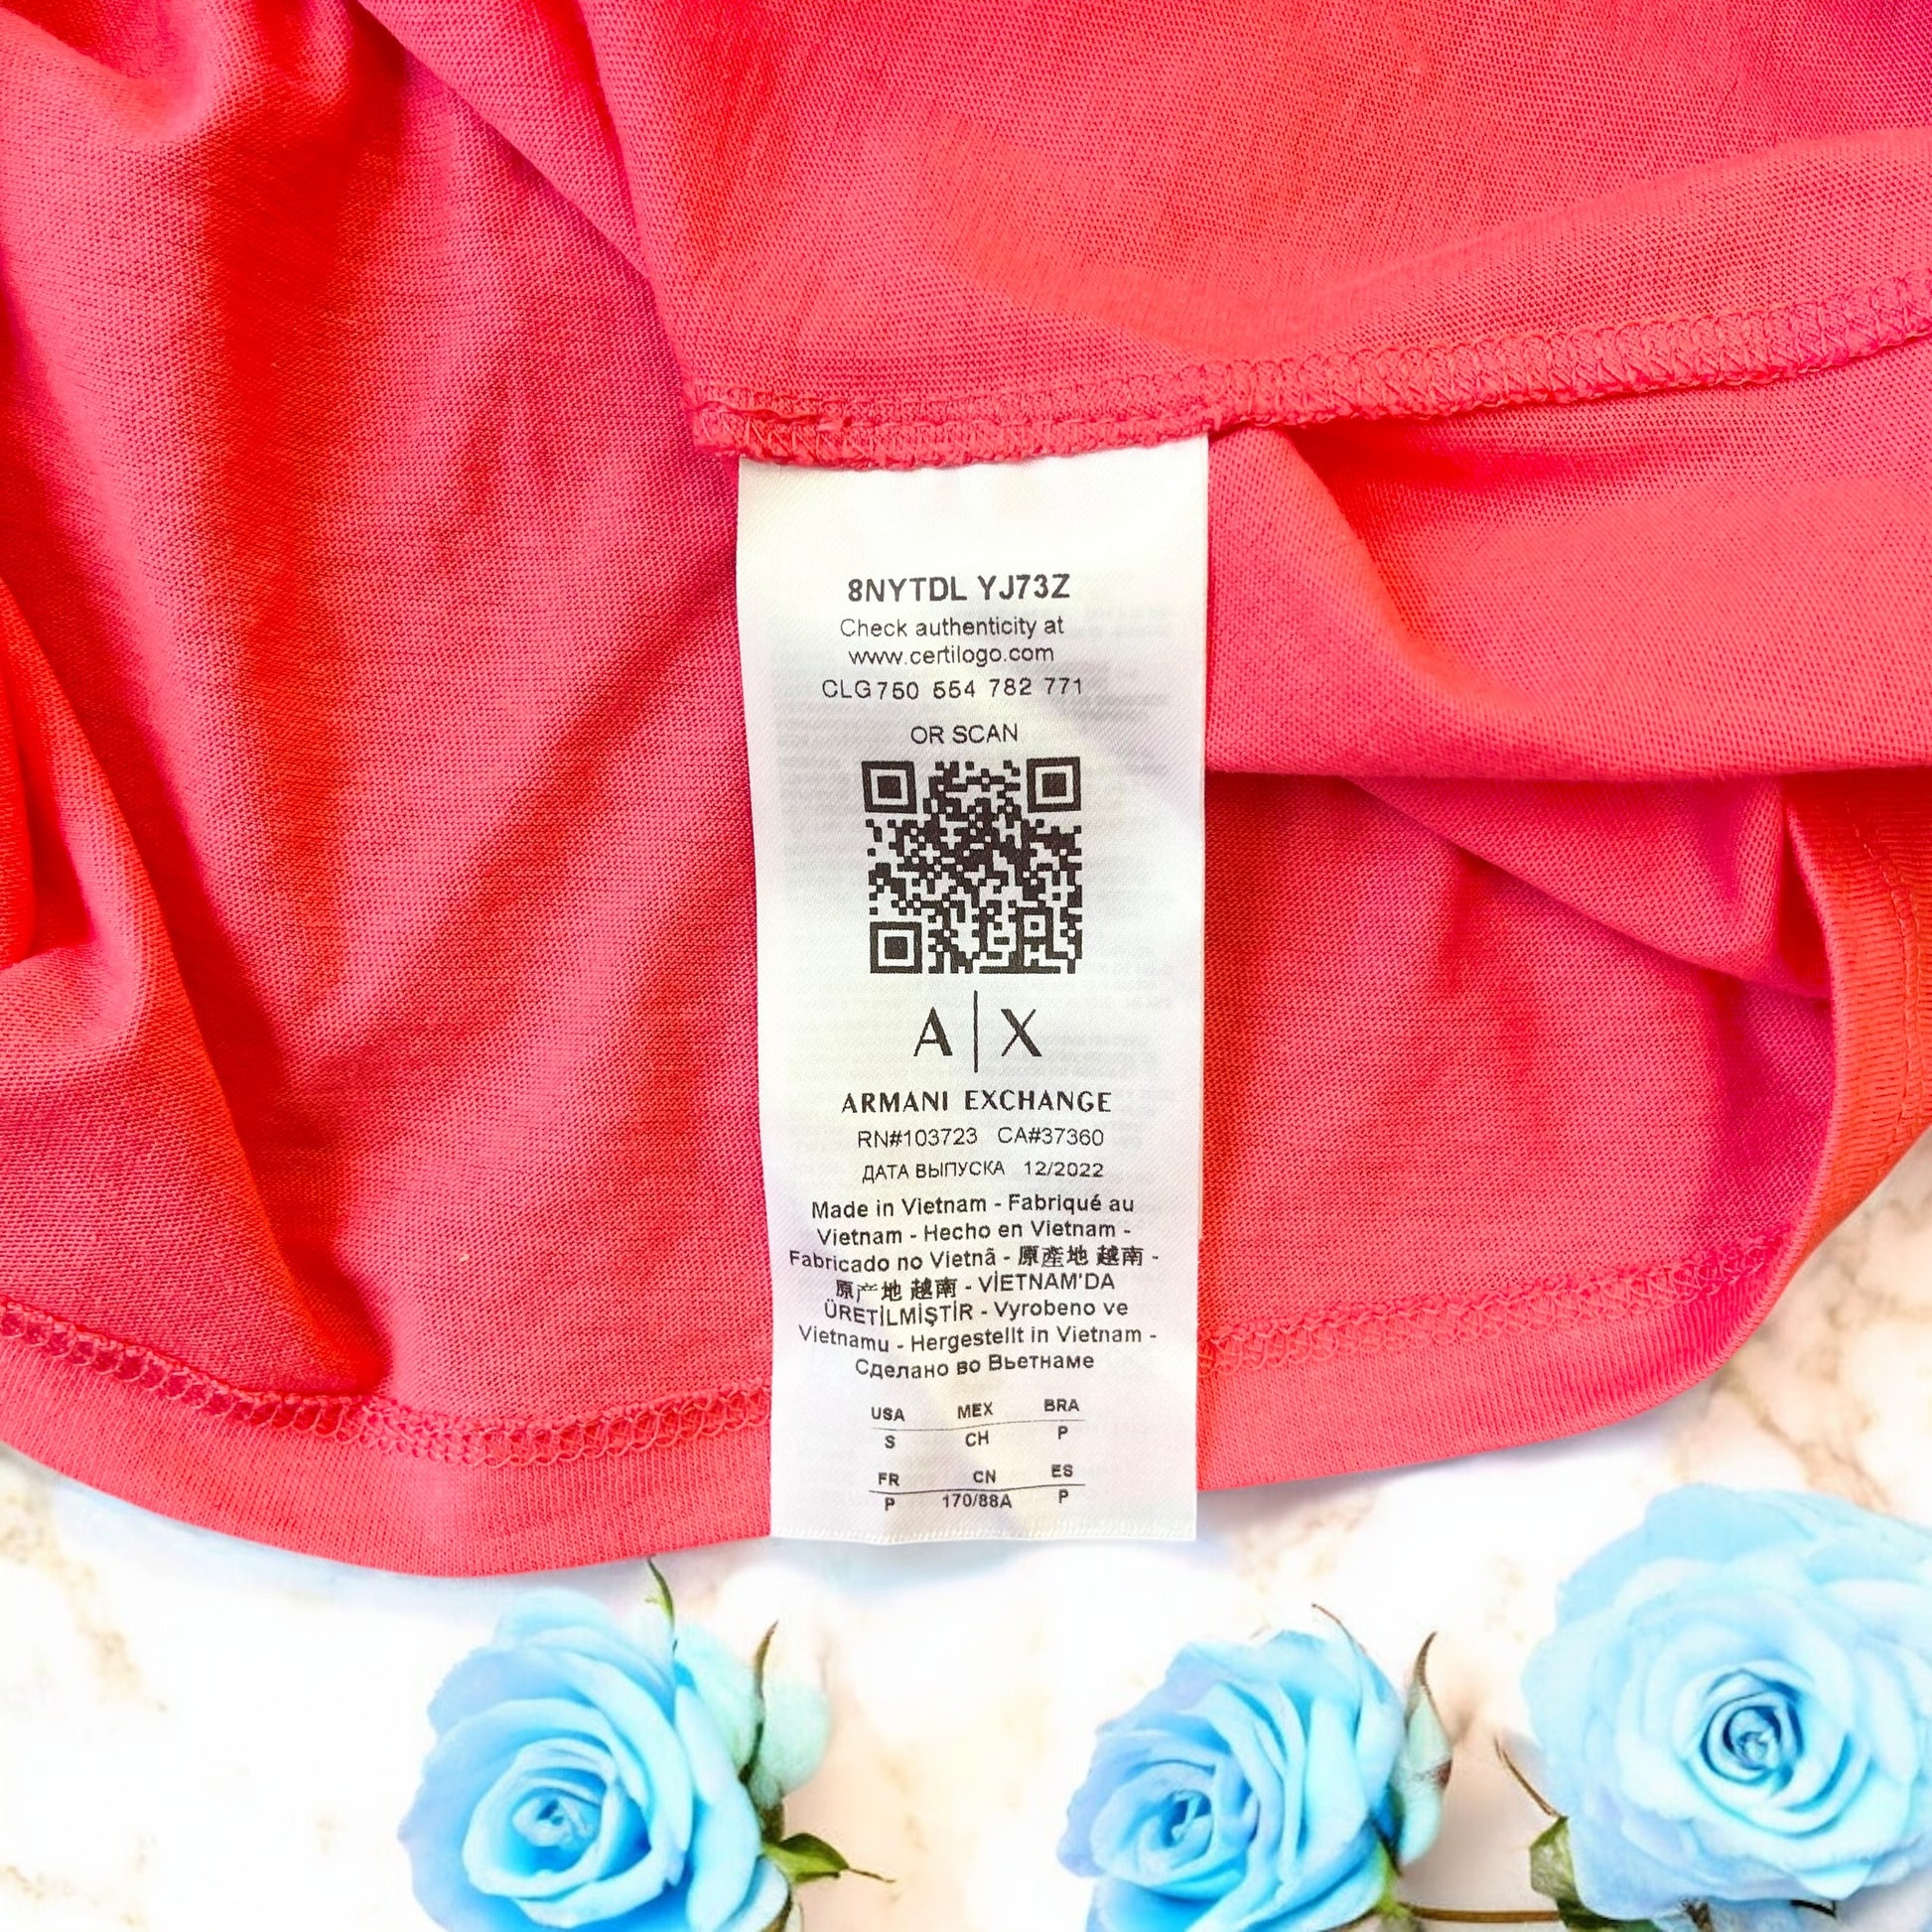 8NYTDL YJ73Z
Check authenticity at
www.certilogo.com
CLG 750 554 782 771
OR SCAN
A|X
ARMANI EXCHANGE
RN#103723 CA#37360
ДАТА ВЫПУСКА 12/2022
Made in Vietnam - Fabriqué au
Vietnam - Hecho en Vietnam -
Fabricado no Vietnã - 原產地 越南 -
原产地 越南 - VİETNAM'DA
ÜRETİLMİŞTİR - Vyrobeno ve
Vietnamu - Hergestellt in Vietnam -
Сделано во Вьетнаме
USA MEX BRA
S CH P
FR CN ES
P 170/88A P